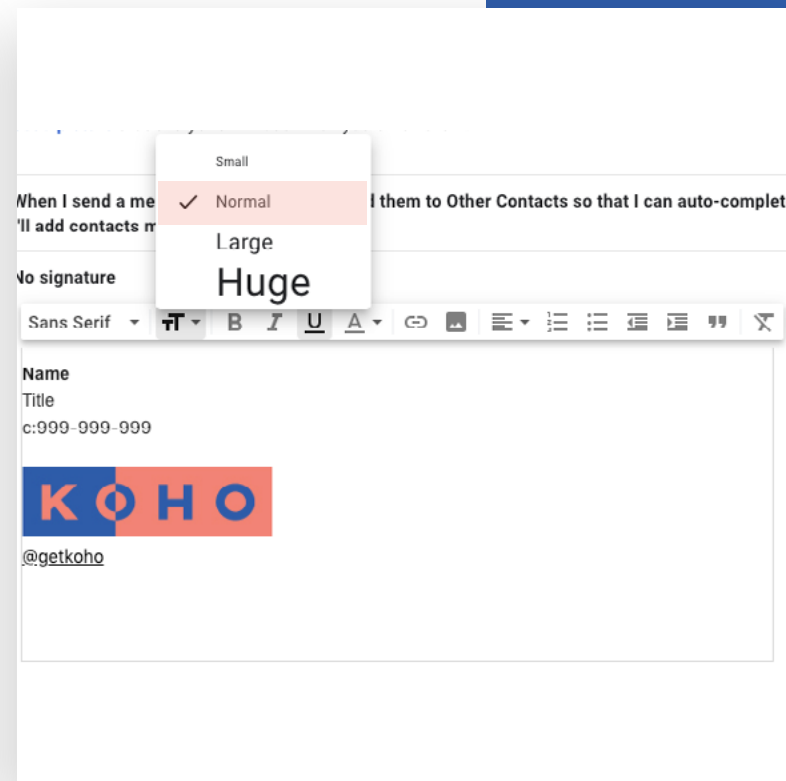 Small
When I send a me
Normal
d them to Other Contacts so that I can auto-complet
'll add contacts m
Large
Huge
No signature
Sans Serif
B I U A
Name
Title
c:999-999-999
KOHO
@getkoho